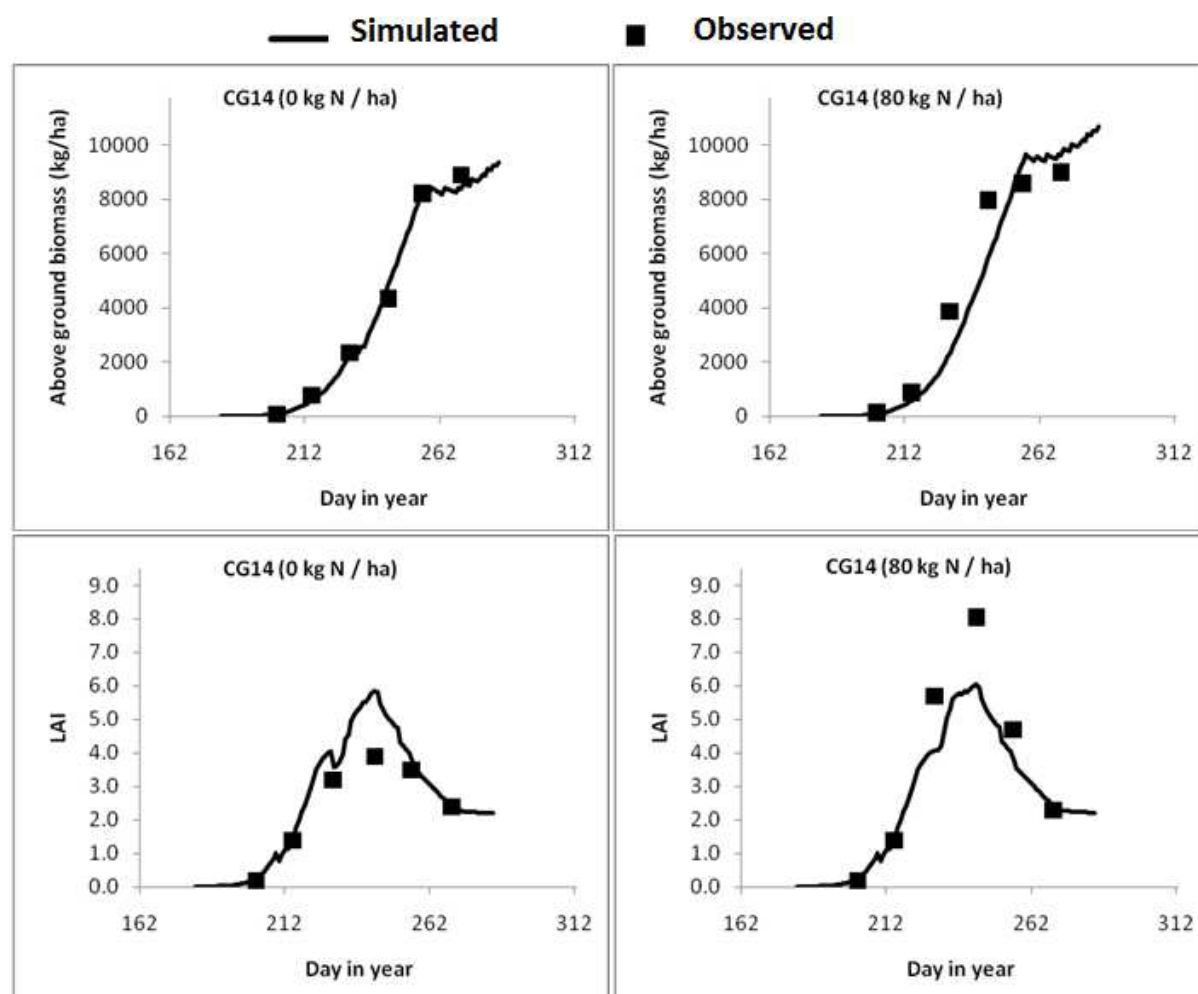 Simulated Observed
CG14 (0 kg N / ha)
Above ground biomass (kg/ha)
10000
8000
6000
4000
2000
0
162 212 262 312
Day in year
CG14 (80 kg N / ha)
Above ground biomass (kg/ha)
10000
8000
6000
4000
2000
0
162 212 262 312
Day in year
CG14 (0 kg N / ha)
LAI
9.0
8.0
7.0
6.0
5.0
4.0
3.0
2.0
1.0
0.0
162 212 262 312
Day in year
CG14 (80 kg N / ha)
LAI
9.0
8.0
7.0
6.0
5.0
4.0
3.0
2.0
1.0
0.0
162 212 262 312
Day in year